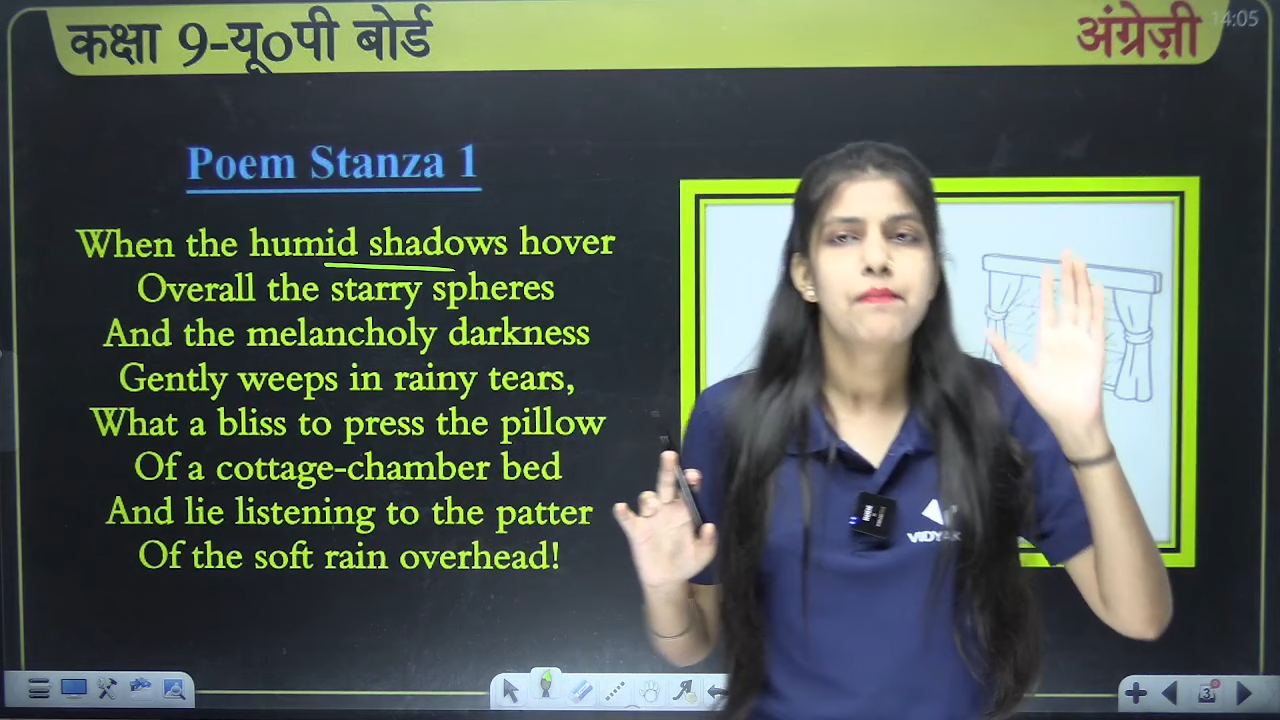 कक्षा 9-यूoपी बोर्ड
अंग्रेज़ी
14:05
Poem Stanza 1
When the humid shadows hover
Overall the starry spheres
And the melancholy darkness
Gently weeps in rainy tears,
What a bliss to press the pillow
Of a cottage-chamber bed
And lie listening to the patter
Of the soft rain overhead!
3